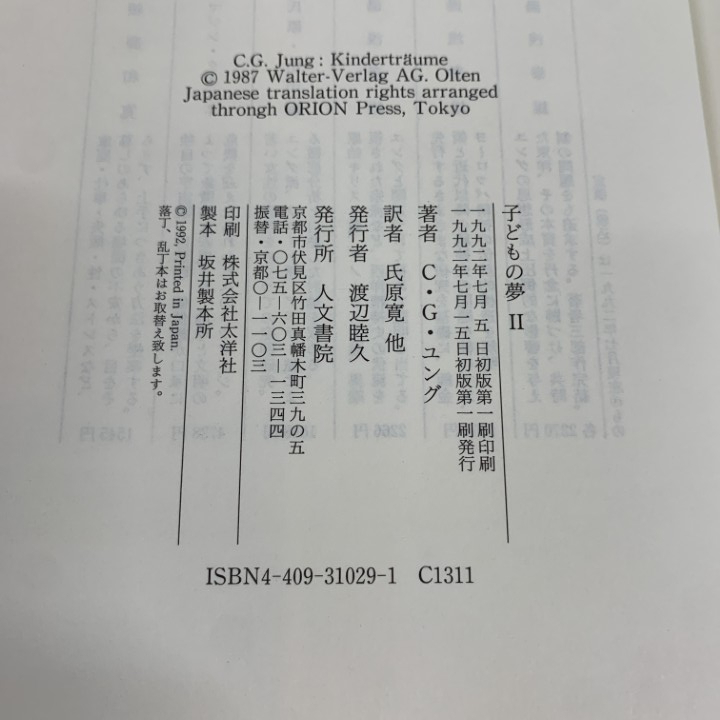 C.G. Jung : Kinderträume
© 1987 Walter-Verlag AG. Olten
Japanese translation rights arranged
throngh ORION Press, Tokyo
子どもの夢 II
一九九二年七月 五 日初版第一刷印刷
一九九二年七月一五日初版第一刷発行
著者 C・G・ユング
訳者 氏原寛 他
発行者 渡辺睦久
発行所 人文書院
京都市伏見区竹田真幡木町三九の五
電話・〇七五―六〇三―一三四四
振替・京都〇―一一〇三
印刷 株式会社太洋社
製本 坂井製本所
© 1992, Printed in Japan.
落丁、乱丁本はお取替え致します。
ISBN4-409-31029-1 C1311